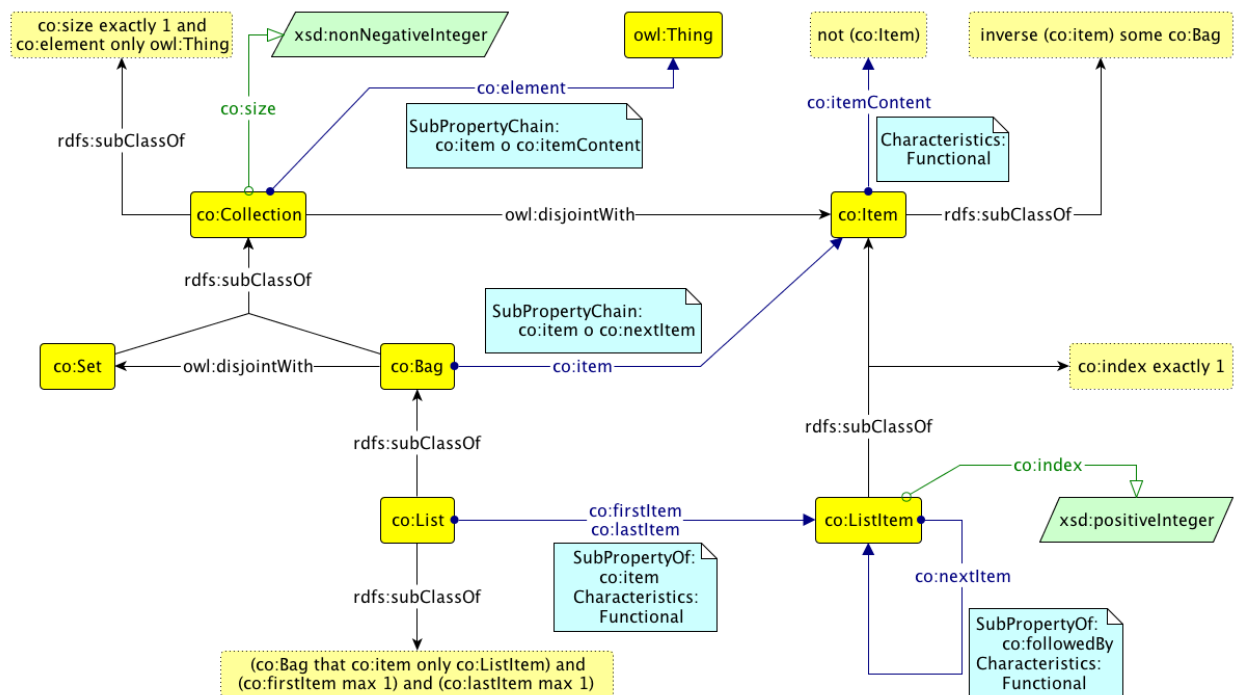 co:size exactly 1 and
co:element only owl:Thing
xsd:nonNegativeInteger
owl:Thing
not (co:Item)
inverse (co:item) some co:Bag
co:element
co:size
co:itemContent
rdfs:subClassOf
SubPropertyChain:
co:item o co:itemContent
Characteristics:
Functional
co:Collection
owl:disjointWith
co:Item
rdfs:subClassOf
rdfs:subClassOf
SubPropertyChain:
co:item o co:nextItem
co:Set
owl:disjointWith
co:Bag
co:item
co:index exactly 1
rdfs:subClassOf
rdfs:subClassOf
co:index
co:List
co:firstItem
co:lastItem
co:ListItem
xsd:positiveInteger
SubPropertyOf:
co:item
Characteristics:
Functional
co:nextItem
rdfs:subClassOf
SubPropertyOf:
co:followedBy
Characteristics:
Functional
(co:Bag that co:item only co:ListItem) and
(co:firstItem max 1) and (co:lastItem max 1)